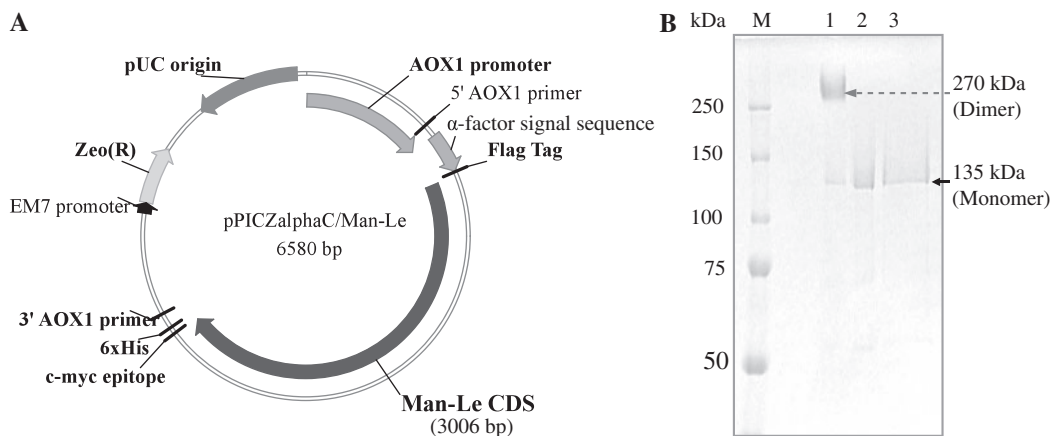 A
pUC origin
AOX1 promoter
5' AOX1 primer
α-factor signal sequence
Flag Tag
Zeo(R)
EM7 promoter
pPICZalphaC/Man-Le
6580 bp
3' AOX1 primer
6xHis
c-myc epitope
Man-Le CDS
(3006 bp)
B
kDa M 1 2 3
250
150
100
75
50
270 kDa
(Dimer)
135 kDa
(Monomer)